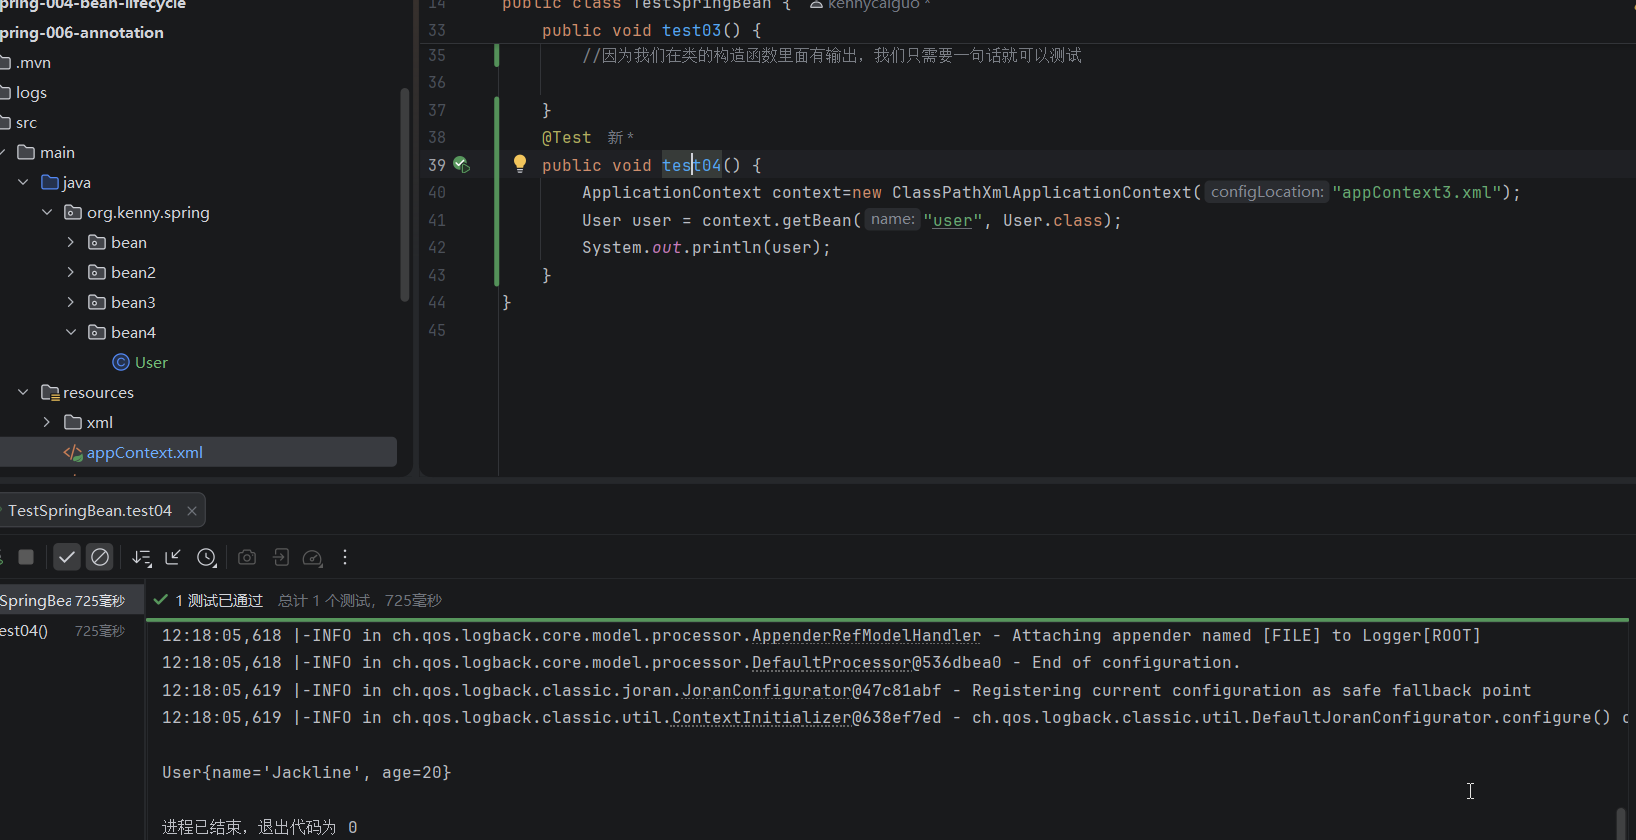 pring-004-bean-lifecycle
pring-006-annotation
.mvn
logs
src
main
java
org.kenny.spring
bean
bean2
bean3
bean4
User
resources
xml
appContext.xml
14 public class TestSpringBean { kennycaiguo *
33 public void test03() {
35 //因为我们在类的构造函数里面有输出，我们只需要一句话就可以测试
36
37 }
38 @Test 新 *
39 public void test04() {
40 ApplicationContext context=new ClassPathXmlApplicationContext( configLocation: "appContext3.xml");
41 User user = context.getBean( name: "user", User.class);
42 System.out.println(user);
43 }
44 }
45
TestSpringBean.test04
SpringBea 725毫秒
est04() 725毫秒
1 测试已通过 总计 1 个测试，725毫秒
12:18:05,618 |-INFO in ch.qos.logback.core.model.processor.AppenderRefModelHandler - Attaching appender named [FILE] to Logger[ROOT]
12:18:05,618 |-INFO in ch.qos.logback.core.model.processor.DefaultProcessor@536dbea0 - End of configuration.
12:18:05,619 |-INFO in ch.qos.logback.classic.joran.JoranConfigurator@47c81abf - Registering current configuration as safe fallback point
12:18:05,619 |-INFO in ch.qos.logback.classic.util.ContextInitializer@638ef7ed - ch.qos.logback.classic.util.DefaultJoranConfigurator.configure()
User{name='Jackline', age=20}
进程已结束，退出代码为 0